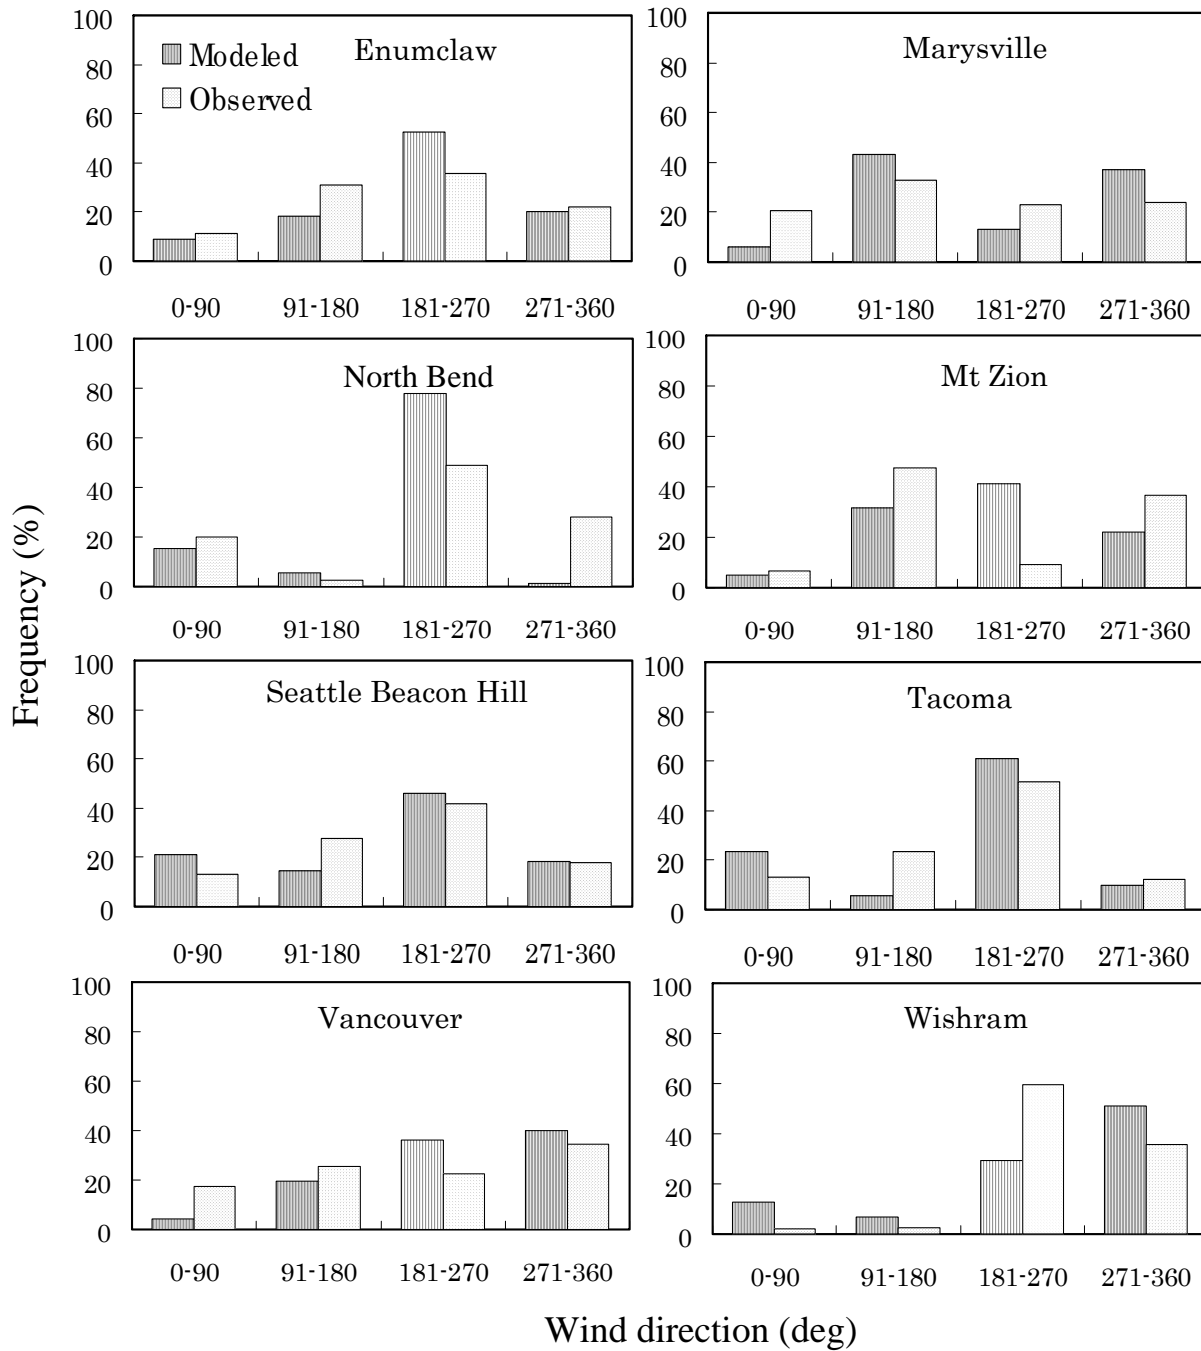 Frequency (%)
100
80
60
40
20
0
Enumclaw
Modeled
Observed
0-90 91-180 181-270 271-360
100
80
60
40
20
0
Marysville
0-90 91-180 181-270 271-360
100
80
60
40
20
0
North Bend
0-90 91-180 181-270 271-360
100
80
60
40
20
0
Mt Zion
0-90 91-180 181-270 271-360
100
80
60
40
20
0
Seattle Beacon Hill
0-90 91-180 181-270 271-360
100
80
60
40
20
0
Tacoma
0-90 91-180 181-270 271-360
100
80
60
40
20
0
Vancouver
0-90 91-180 181-270 271-360
100
80
60
40
20
0
Wishram
0-90 91-180 181-270 271-360
Wind direction (deg)